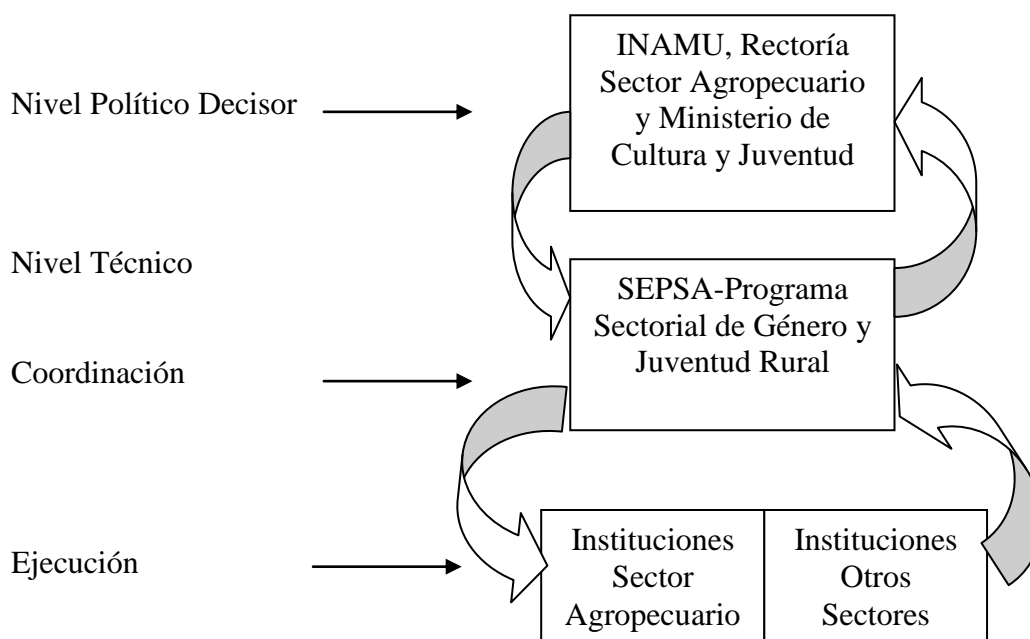 Nivel Político Decisor
INAMU, Rectoría
Sector Agropecuario
y Ministerio de
Cultura y Juventud
Nivel Técnico
SEPSA-Programa
Sectorial de Género y
Juventud Rural
Coordinación
Ejecución
Instituciones
Sector
Agropecuario
Instituciones
Otros
Sectores